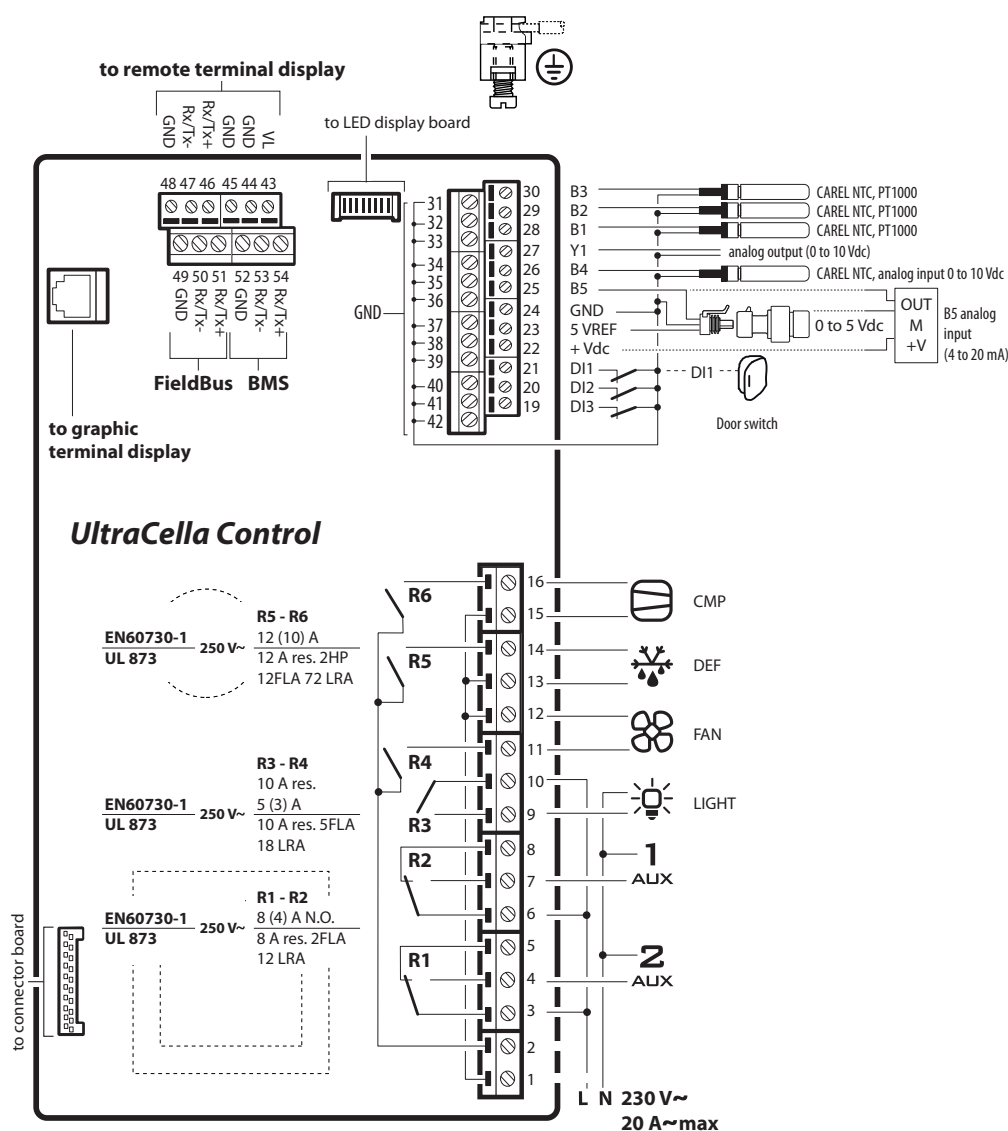 to remote terminal display
GND
Rx/Tx-
Rx/Tx+
GND
GND
VL
to LED display board
48 47 46 45 44 43
49 50 51 52 53 54
GND
Rx/Tx-
Rx/Tx+
GND
Rx/Tx-
Rx/Tx+
FieldBus BMS
to graphic
terminal display
GND
31
32
33
34
35
36
37
38
39
40
41
42
30 B3 CAREL NTC, PT1000
29 B2 CAREL NTC, PT1000
28 B1 CAREL NTC, PT1000
27 Y1 analog output (0 to 10 Vdc)
26 B4 CAREL NTC, analog input 0 to 10 Vdc
25 B5
24 GND
23 5 VREF 0 to 5 Vdc
22 + Vdc
21 DI1 DI1
20 DI2
19 DI3
OUT
M
+V
B5 analog
input
(4 to 20 mA)
Door switch
UltraCella Control
R5 - R6
EN60730-1
UL 873
250 V~
12 (10) A
12 A res. 2HP
12FLA 72 LRA
R3 - R4
10 A res.
EN60730-1
UL 873
250 V~
5 (3) A
10 A res. 5FLA
18 LRA
R1 - R2
EN60730-1
UL 873
250 V~
8 (4) A N.O.
8 A res. 2FLA
12 LRA
to connector board
R6
R5
R4
R3
R2
R1
16
15
14
13
12
11
10
9
8
7
6
5
4
3
2
1
CMP
DEF
FAN
LIGHT
1
AUX
2
AUX
L N 230 V~
20 A~max